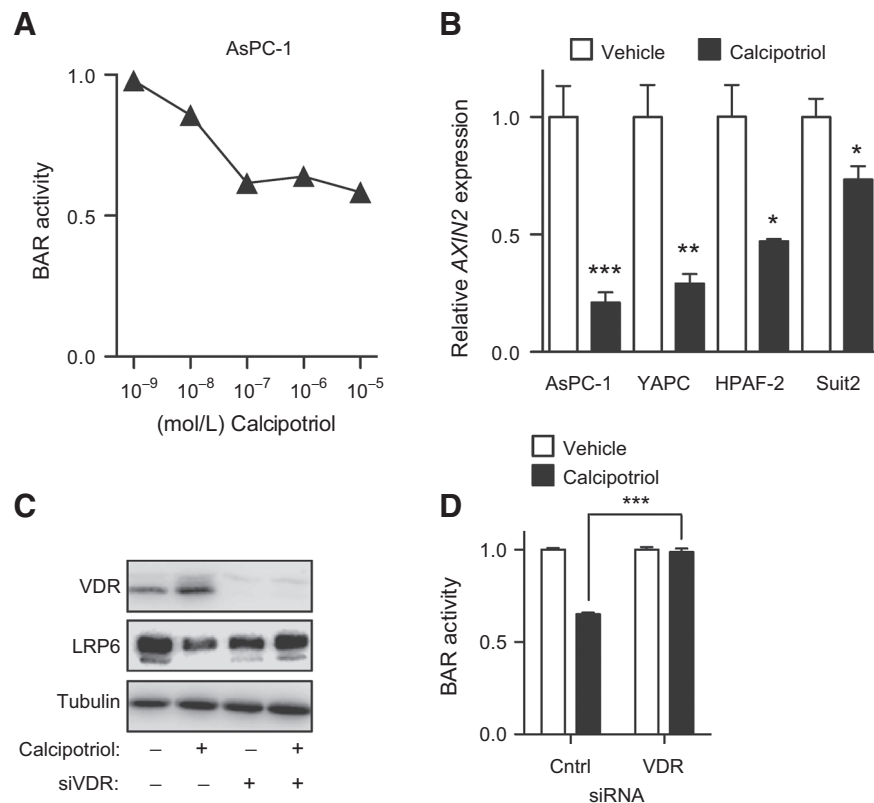 A
AsPC-1
BAR activity
1.0
0.5
0.0
10⁻⁹ 10⁻⁸ 10⁻⁷ 10⁻⁶ 10⁻⁵
(mol/L) Calcipotriol
B
Vehicle Calcipotriol
Relative AXIN2 expression
1.0
0.5
0.0
*** ** * *
AsPC-1 YAPC HPAF-2 Suit2
C
VDR
LRP6
Tubulin
Calcipotriol: – + – +
siVDR: – – + +
D
Vehicle
Calcipotriol
***
BAR activity
1.0
0.5
0.0
Cntrl VDR
siRNA